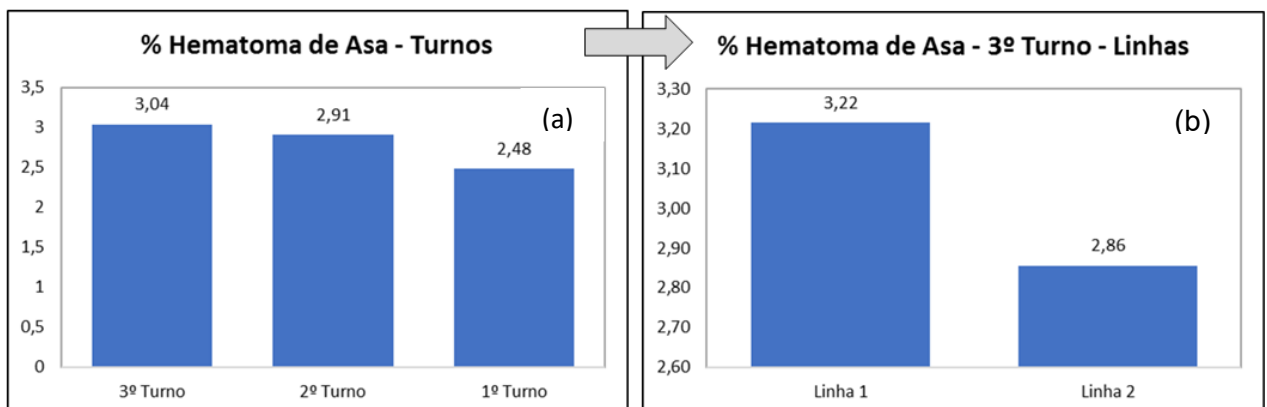 % Hematoma de Asa - Turnos
(a)
3,5
3
2,5
2
1,5
1
0,5
0
3,04
2,91
2,48
3º Turno
2º Turno
1º Turno
% Hematoma de Asa - 3º Turno - Linhas
(b)
3,30
3,20
3,10
3,00
2,90
2,80
2,70
2,60
3,22
2,86
Linha 1
Linha 2